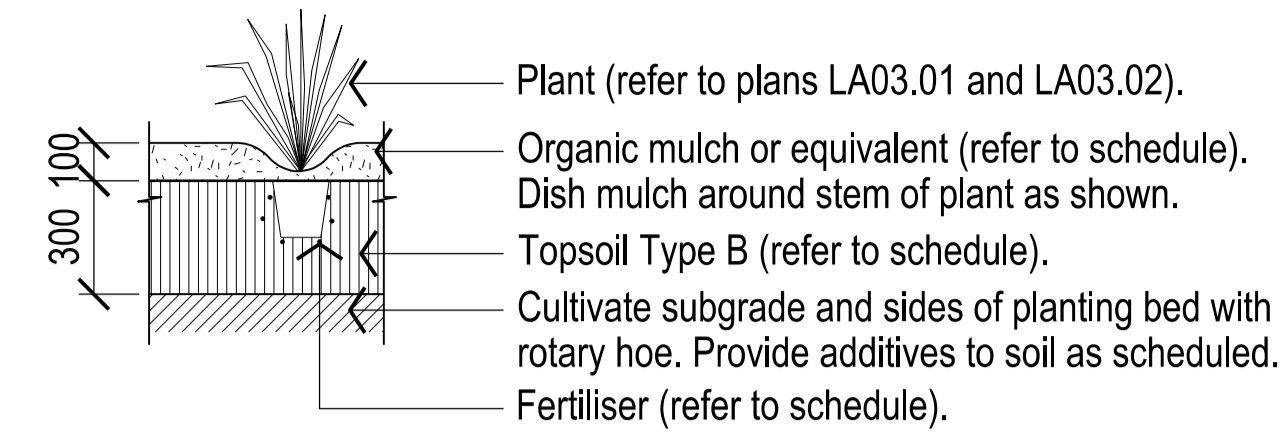 Plant (refer to plans LA03.01 and LA03.02).
100
Organic mulch or equivalent (refer to schedule).
Dish mulch around stem of plant as shown.
300
Topsoil Type B (refer to schedule).
Cultivate subgrade and sides of planting bed with
rotary hoe. Provide additives to soil as scheduled.
Fertiliser (refer to schedule).